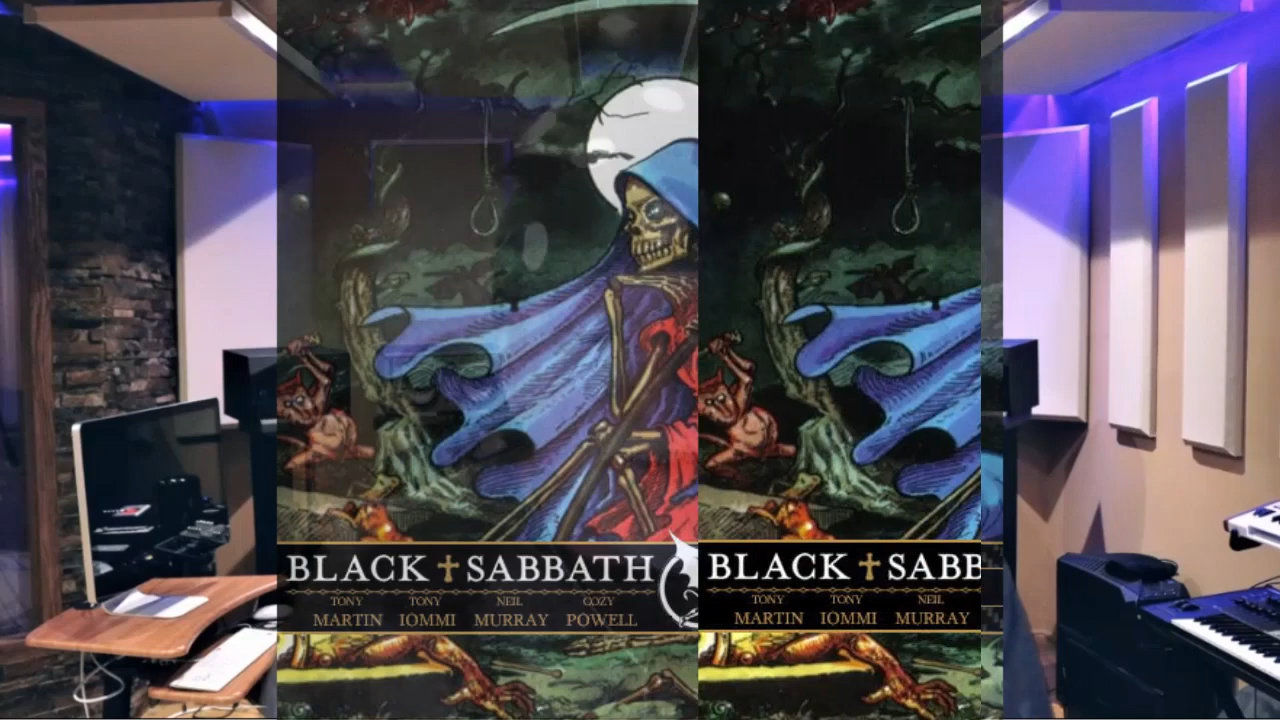 BLACK † SABBATH
TONY TONY NEIL COZY
MARTIN IOMMI MURRAY POWELL
BLACK † SABB
TONY TONY NEIL
MARTIN IOMMI MURRAY